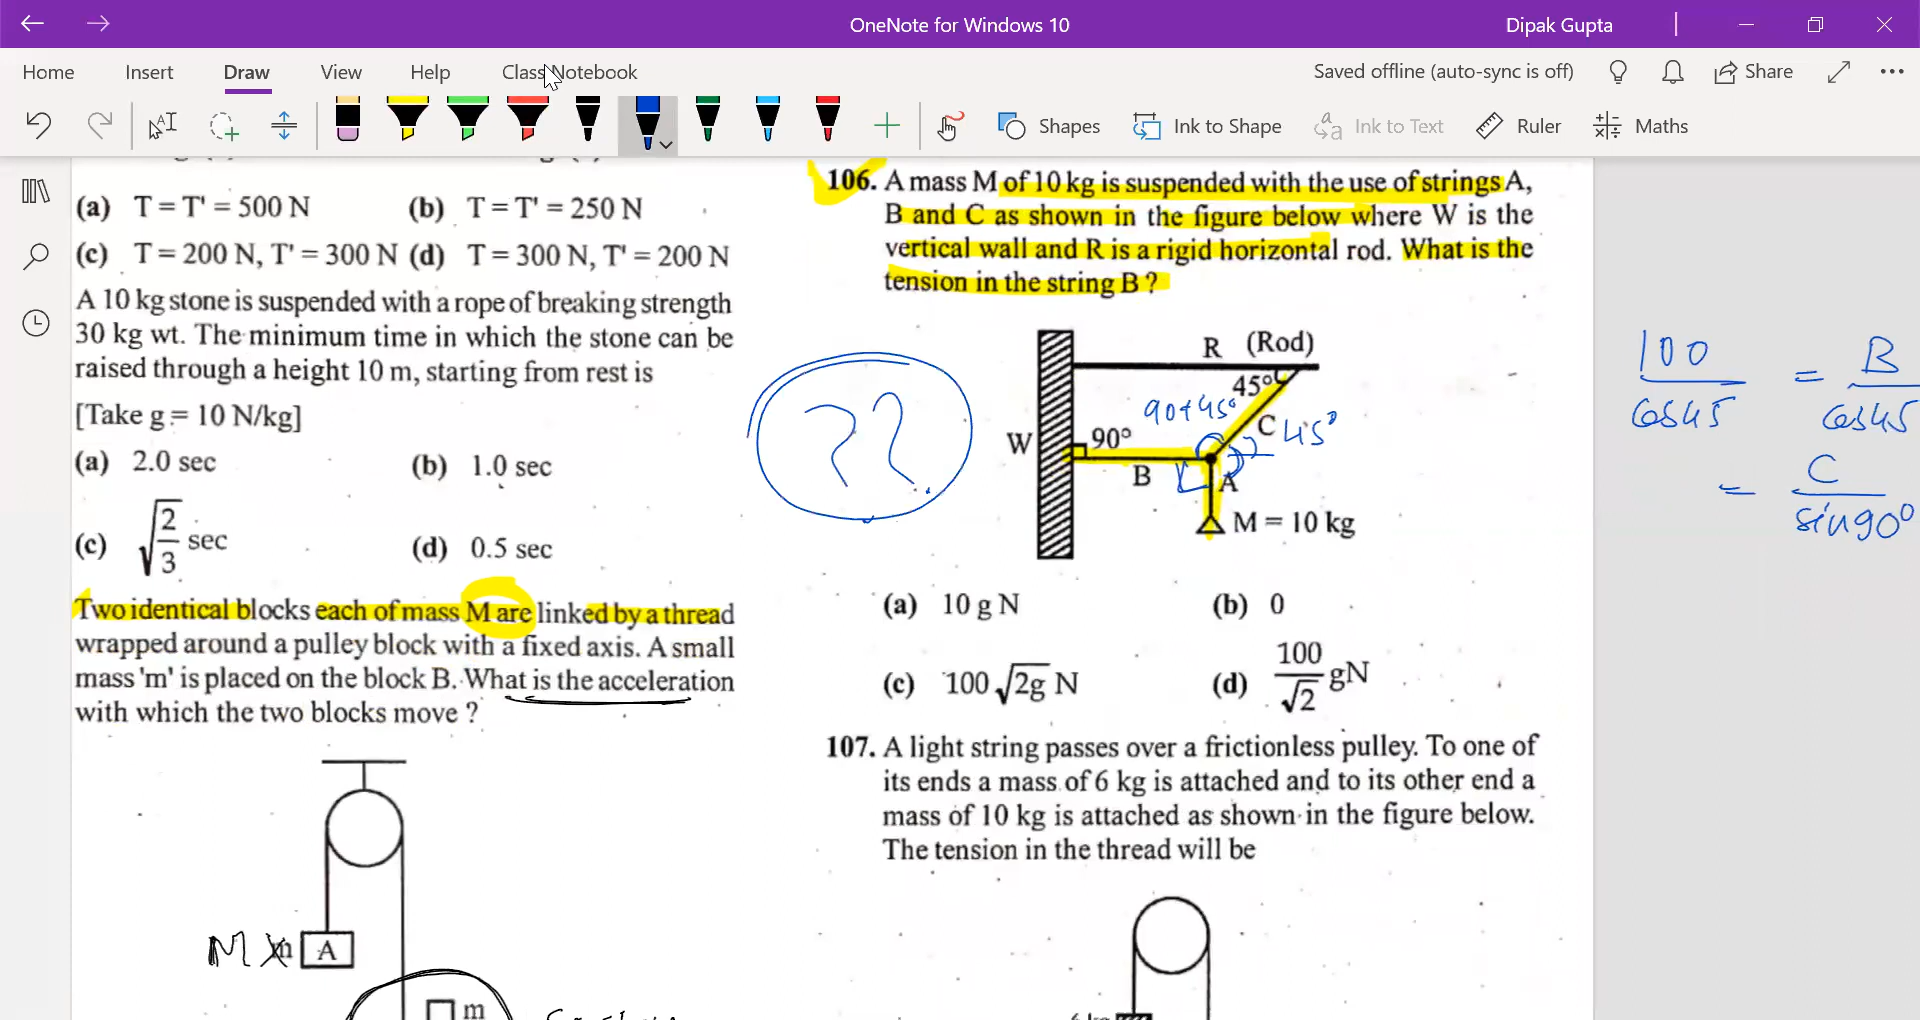 OneNote for Windows 10
Dipak Gupta
Home Insert Draw View Help Class Notebook
Saved offline (auto-sync is off)
Share
Shapes
Ink to Shape
Ink to Text
Ruler
Maths
(a) T = T' = 500 N (b) T = T' = 250 N
(c) T = 200 N, T' = 300 N (d) T = 300 N, T' = 200 N
A 10 kg stone is suspended with a rope of breaking strength
30 kg wt. The minimum time in which the stone can be
raised through a height 10 m, starting from rest is
[Take g = 10 N/kg]
(a) 2.0 sec (b) 1.0 sec
(c) √2/3 sec (d) 0.5 sec
Two identical blocks each of mass M are linked by a thread
wrapped around a pulley block with a fixed axis. A small
mass 'm' is placed on the block B. What is the acceleration
with which the two blocks move ?
M m A
m
??
106. A mass M of 10 kg is suspended with the use of strings A,
B and C as shown in the figure below where W is the
vertical wall and R is a rigid horizontal rod. What is the
tension in the string B ?
R (Rod)
45°
90+45°
C 45°
W 90°
B A
M = 10 kg
(a) 10 g N (b) 0
(c) 100 √2g N (d) 100/√2 gN
107. A light string passes over a frictionless pulley. To one of
its ends a mass of 6 kg is attached and to its other end a
mass of 10 kg is attached as shown in the figure below.
The tension in the thread will be
100/cos45 = B/cos45
= C/sin90°